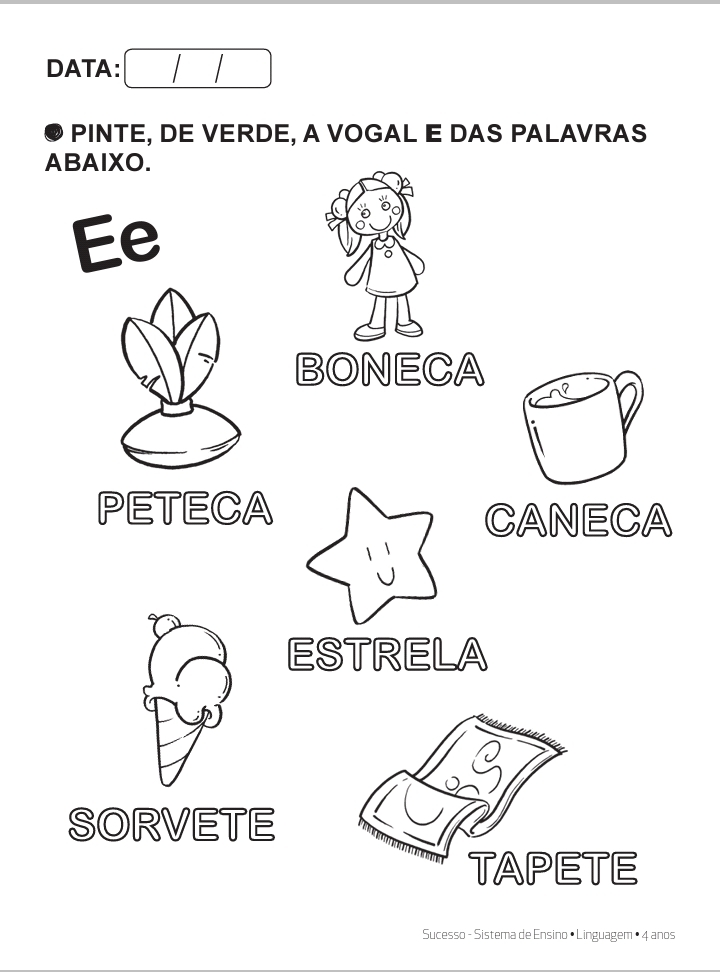 DATA: / /
PINTE, DE VERDE, A VOGAL E DAS PALAVRAS
ABAIXO.
Ee
BONECA
PETECA
CANECA
ESTRELA
SORVETE
TAPETE
Sucesso - Sistema de Ensino • Linguagem • 4 anos